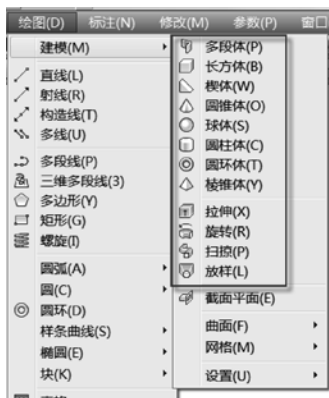 绘图(D) 标注(N) 修改(M) 参数(P) 窗口
建模(M)
直线(L)
射线(R)
构造线(T)
多线(U)
多段线(P)
三维多段线(3)
多边形(Y)
矩形(G)
螺旋(I)
圆弧(A)
圆(C)
圆环(D)
样条曲线(S)
椭圆(E)
块(K)
多段体(P)
长方体(B)
楔体(W)
圆锥体(O)
球体(S)
圆柱体(C)
圆环体(T)
棱锥体(Y)
拉伸(X)
旋转(R)
扫掠(P)
放样(L)
截面平面(E)
曲面(F)
网格(M)
设置(U)